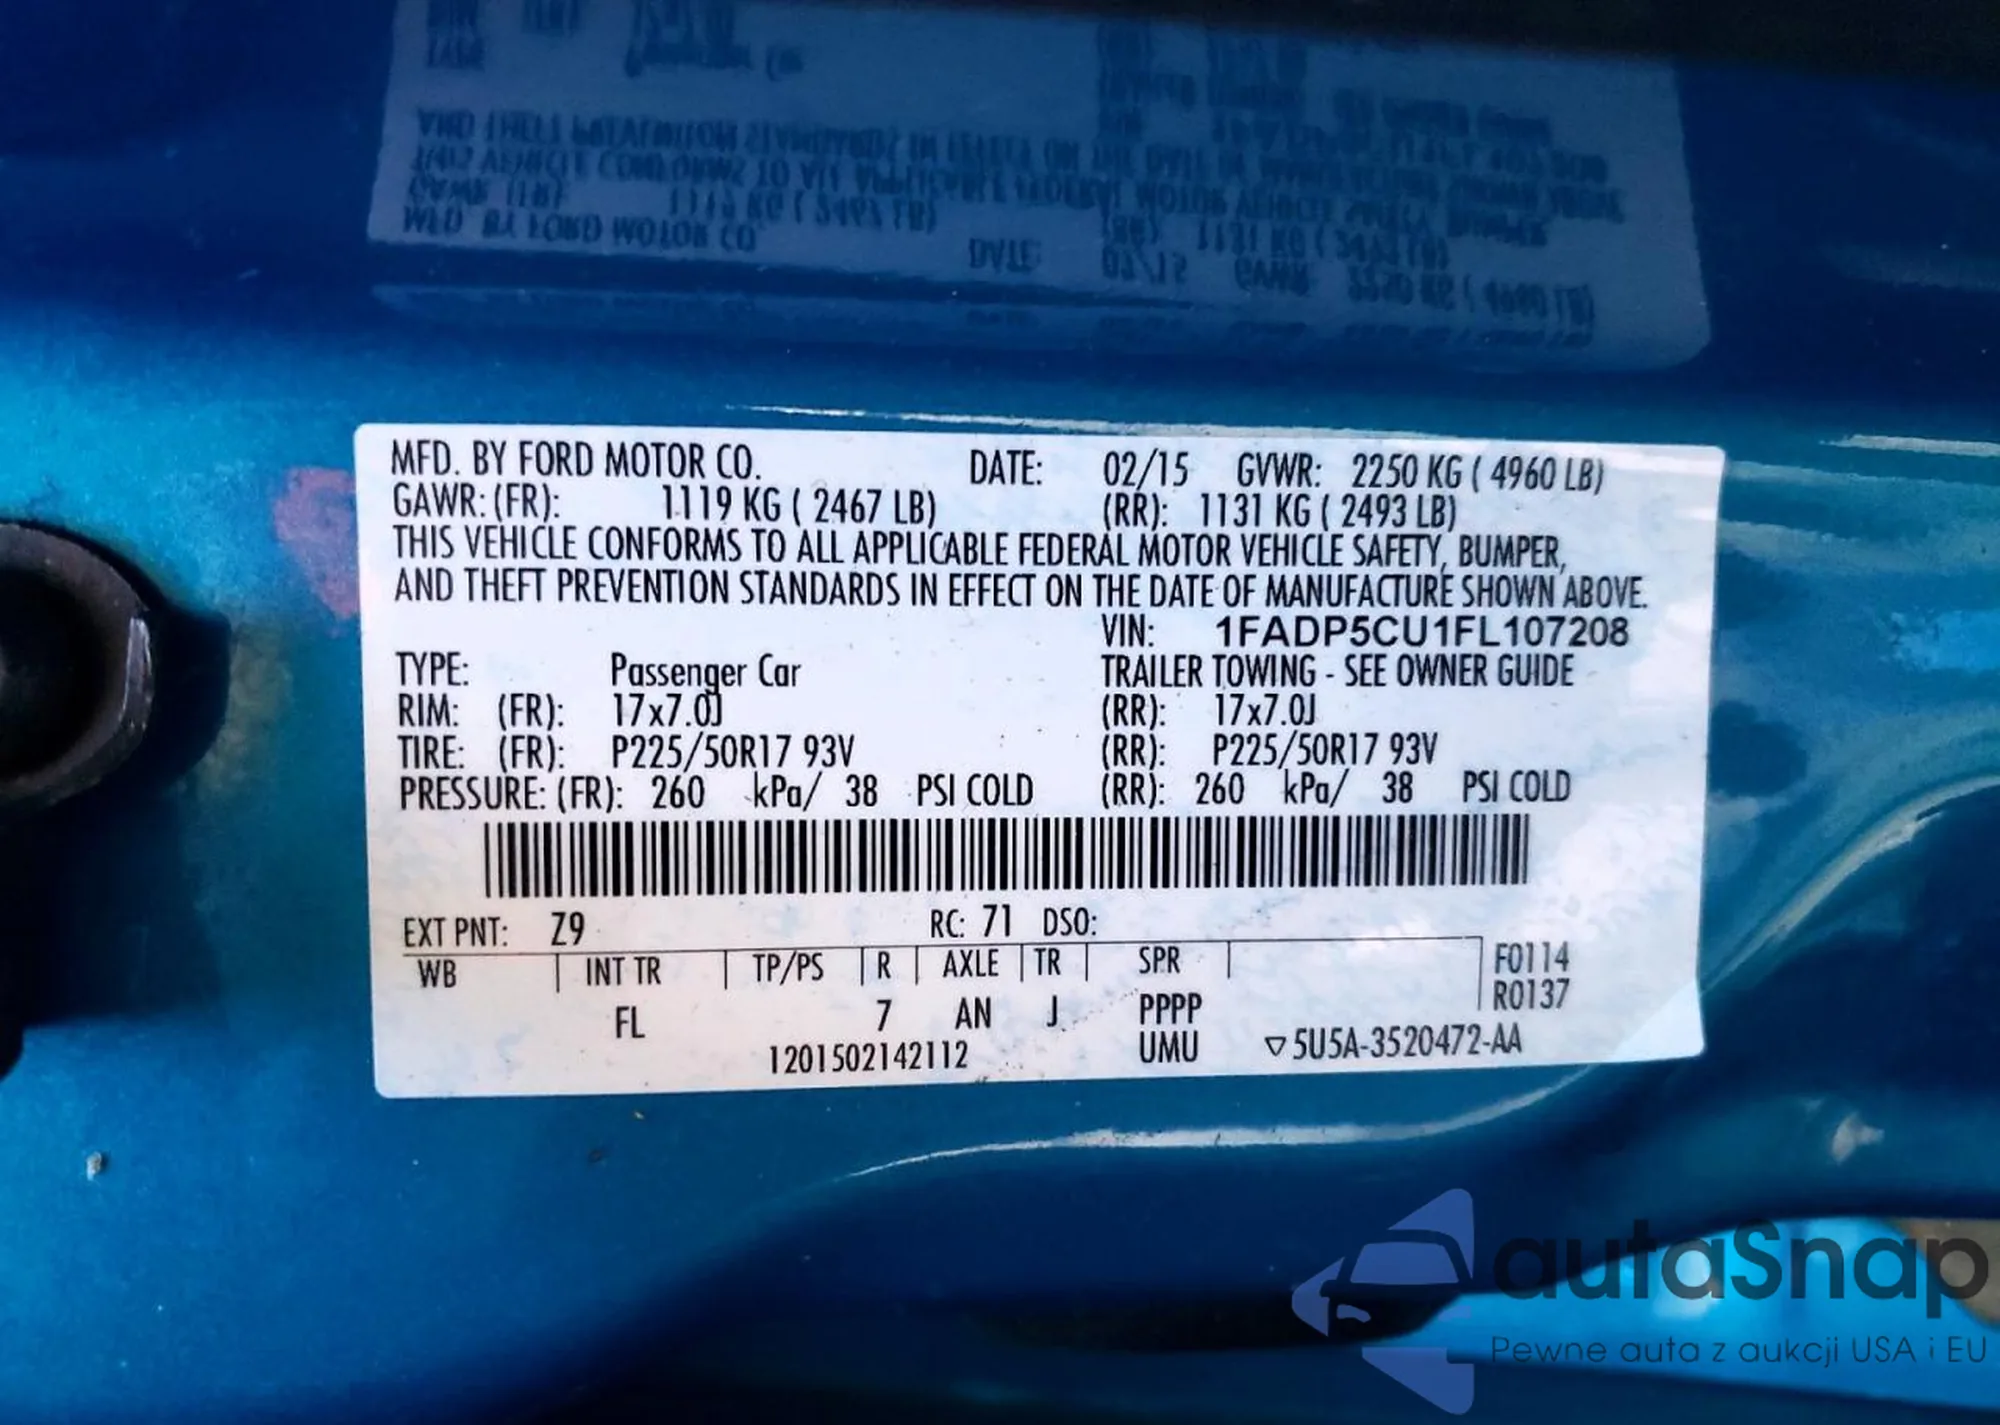 MFD. BY FORD MOTOR CO. DATE: 02/15 GVWR: 2250 KG ( 4960 LB)
GAWR: (FR): 1119 KG ( 2467 LB) (RR): 1131 KG ( 2493 LB)
THIS VEHICLE CONFORMS TO ALL APPLICABLE FEDERAL MOTOR VEHICLE SAFETY, BUMPER,
AND THEFT PREVENTION STANDARDS IN EFFECT ON THE DATE OF MANUFACTURE SHOWN ABOVE.
VIN: 1FADP5CU1FL107208
TYPE: Passenger Car TRAILER TOWING - SEE OWNER GUIDE
RIM: (FR): 17x7.0J (RR): 17x7.0J
TIRE: (FR): P225/50R17 93V (RR): P225/50R17 93V
PRESSURE: (FR): 260 kPa/ 38 PSI COLD (RR): 260 kPa/ 38 PSI COLD
EXT PNT: Z9 RC: 71 DSO:
WB INT TR TP/PS R AXLE TR SPR F0114
R0137
FL 7 AN J PPPP
1201502142112 UMU ▽5U5A-3520472-AA
autaSnap
Pewne auta z aukcji USA i EU